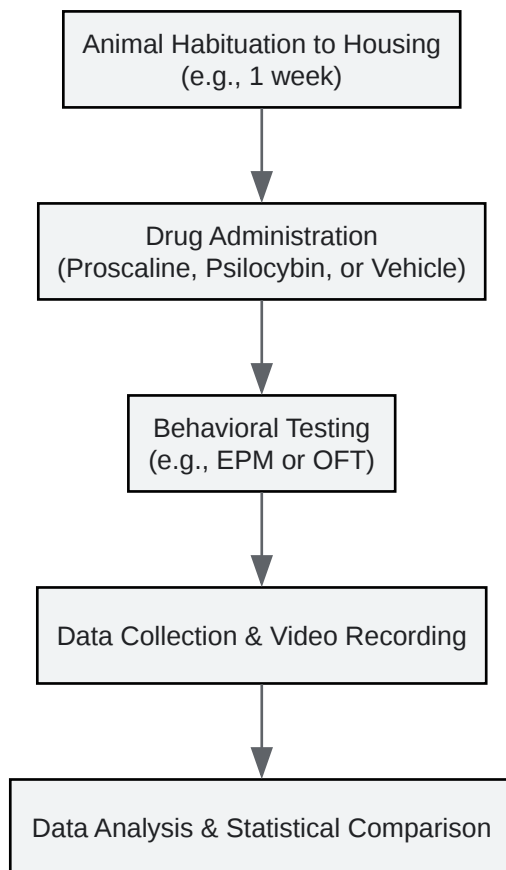 Animal Habituation to Housing
(e.g., 1 week)
Drug Administration
(Proscaline, Psilocybin, or Vehicle)
Behavioral Testing
(e.g., EPM or OFT)
Data Collection & Video Recording
Data Analysis & Statistical Comparison